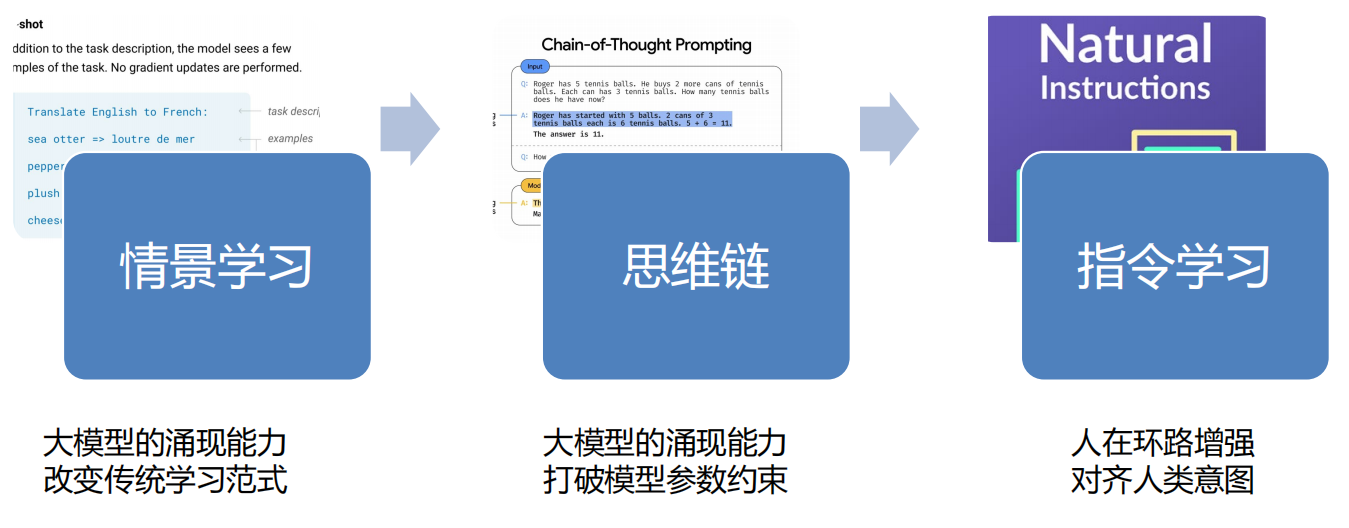 -shot
ddition to the task description, the model sees a few
mples of the task. No gradient updates are performed.
Translate English to French:
task descri
sea otter => loutre de mer
examples
pepper
plush
cheese
情景学习
大模型的涌现能力
改变传统学习范式
Chain-of-Thought Prompting
Input
Q: Roger has 5 tennis balls. He buys 2 more cans of tennis
balls. Each can has 3 tennis balls. How many tennis balls
does he have now?
A: Roger has started with 5 balls. 2 cans of 3
tennis balls each is 6 tennis balls. 5 + 6 = 11.
The answer is 11.
Q: How
Mod
A: Th
Ma
思维链
大模型的涌现能力
打破模型参数约束
Natural
Instructions
指令学习
人在环路增强
对齐人类意图